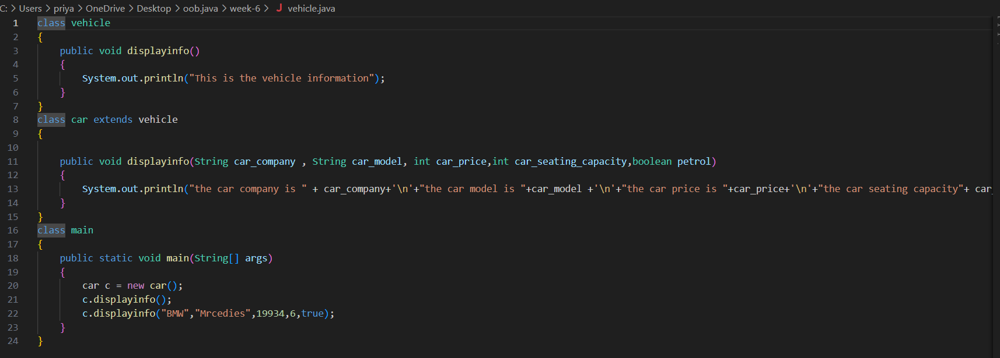 C: > Users > priya > OneDrive > Desktop > oob.java > week-6 > J vehicle.java
1 class vehicle
2 {
3     public void displayinfo()
4     {
5         System.out.println("This is the vehicle information");
6     }
7 }
8 class car extends vehicle
9 {
10
11     public void displayinfo(String car_company , String car_model, int car_price,int car_seating_capacity,boolean petrol)
12     {
13         System.out.println("the car company is " + car_company+'\n'+"the car model is "+car_model +'\n'+"the car price is "+car_price+'\n'+"the car seating capacity"+ car_
14     }
15 }
16 class main
17 {
18     public static void main(String[] args)
19     {
20         car c = new car();
21         c.displayinfo();
22         c.displayinfo("BMW","Mrcedies",19934,6,true);
23     }
24 }